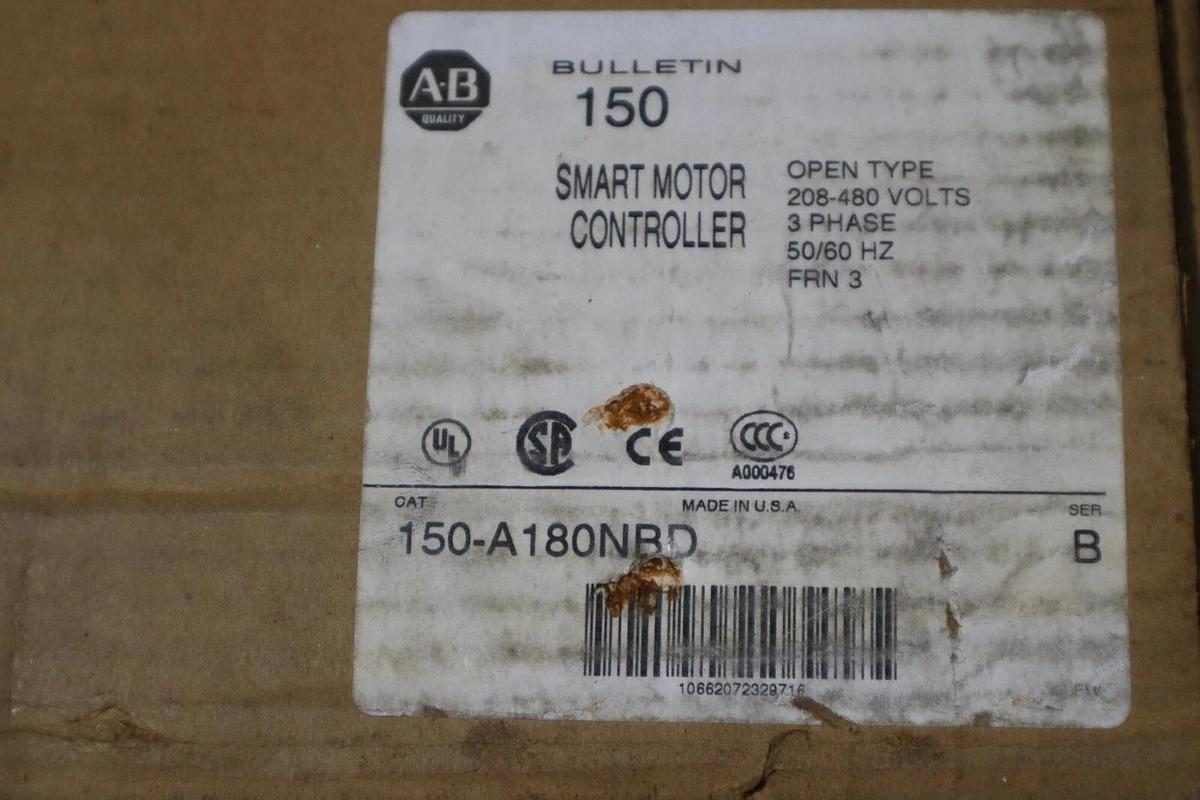 A-B
QUALITY
BULLETIN
150
SMART MOTOR
CONTROLLER
OPEN TYPE
208-480 VOLTS
3 PHASE
50/60 HZ
FRN 3
UL
SA
CE
CCC
A000476
CAT
MADE IN U.S.A.
SER
150-A180NBD
B
10662072329716